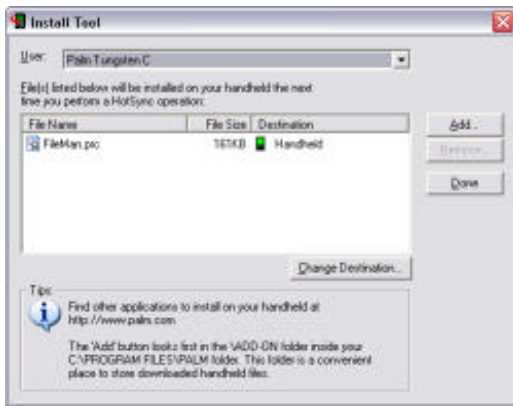 Install Tool
User: Palm Tungsten C
File(s) listed below will be installed on your handheld the next
time you perform a HotSync operation:
File Name File Size Destination
FileMan.prc 161KB Handheld
Add...
Remove...
Done
Change Destination...
Tips:
Find other applications to install on your handheld at
http://www.palm.com
The 'Add' button looks first in the \ADD-ON folder inside your
C:\PROGRAM FILES\PALM folder. This folder is a convenient
place to store downloaded handheld files.